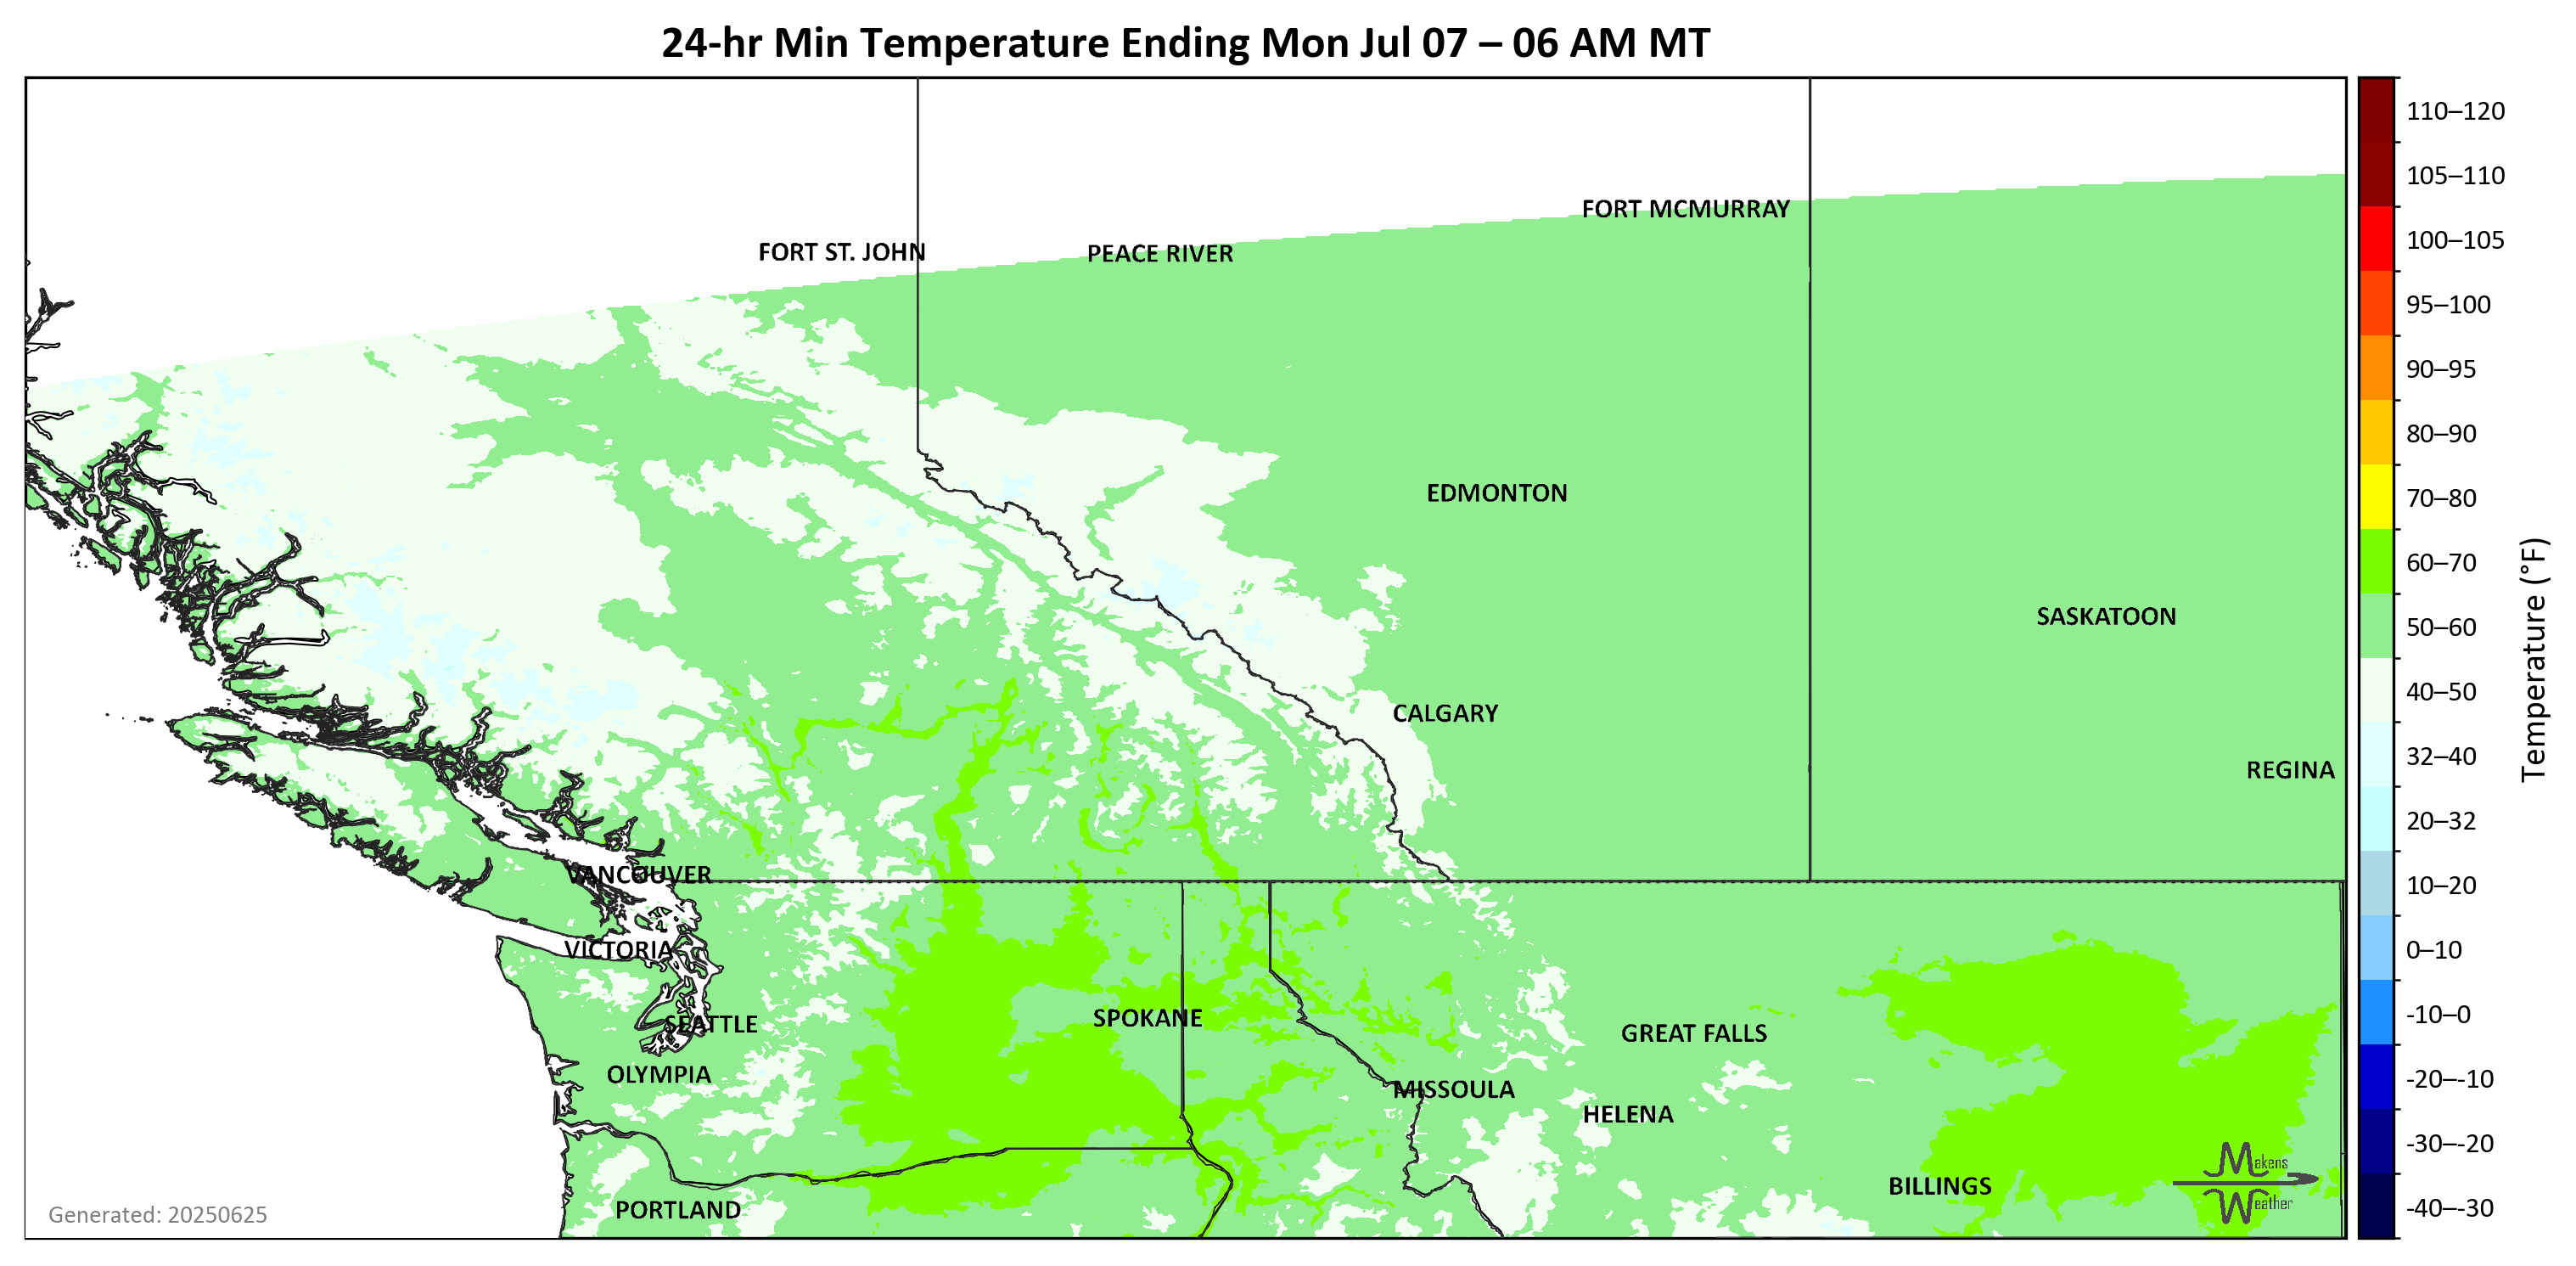 24-hr Min Temperature Ending Mon Jul 07 – 06 AM MT
FORT MCMURRAY
FORT ST. JOHN
PEACE RIVER
EDMONTON
SASKATOON
CALGARY
REGINA
VANCOUVER
VICTORIA
SPOKANE
SEATTLE
GREAT FALLS
OLYMPIA
MISSOULA
HELENA
BILLINGS
PORTLAND
Makens
Weather
Generated: 20250625
110–120
105–110
100–105
95–100
90–95
80–90
70–80
60–70
50–60
40–50
32–40
20–32
10–20
0–10
-10–0
-20–-10
-30–-20
-40–-30
Temperature (°F)